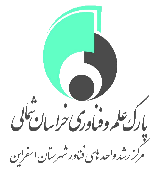 پارک علم و فناوری خراسان شمالی
مرکز رشد واحدهای فناور شهرستان اسفراین